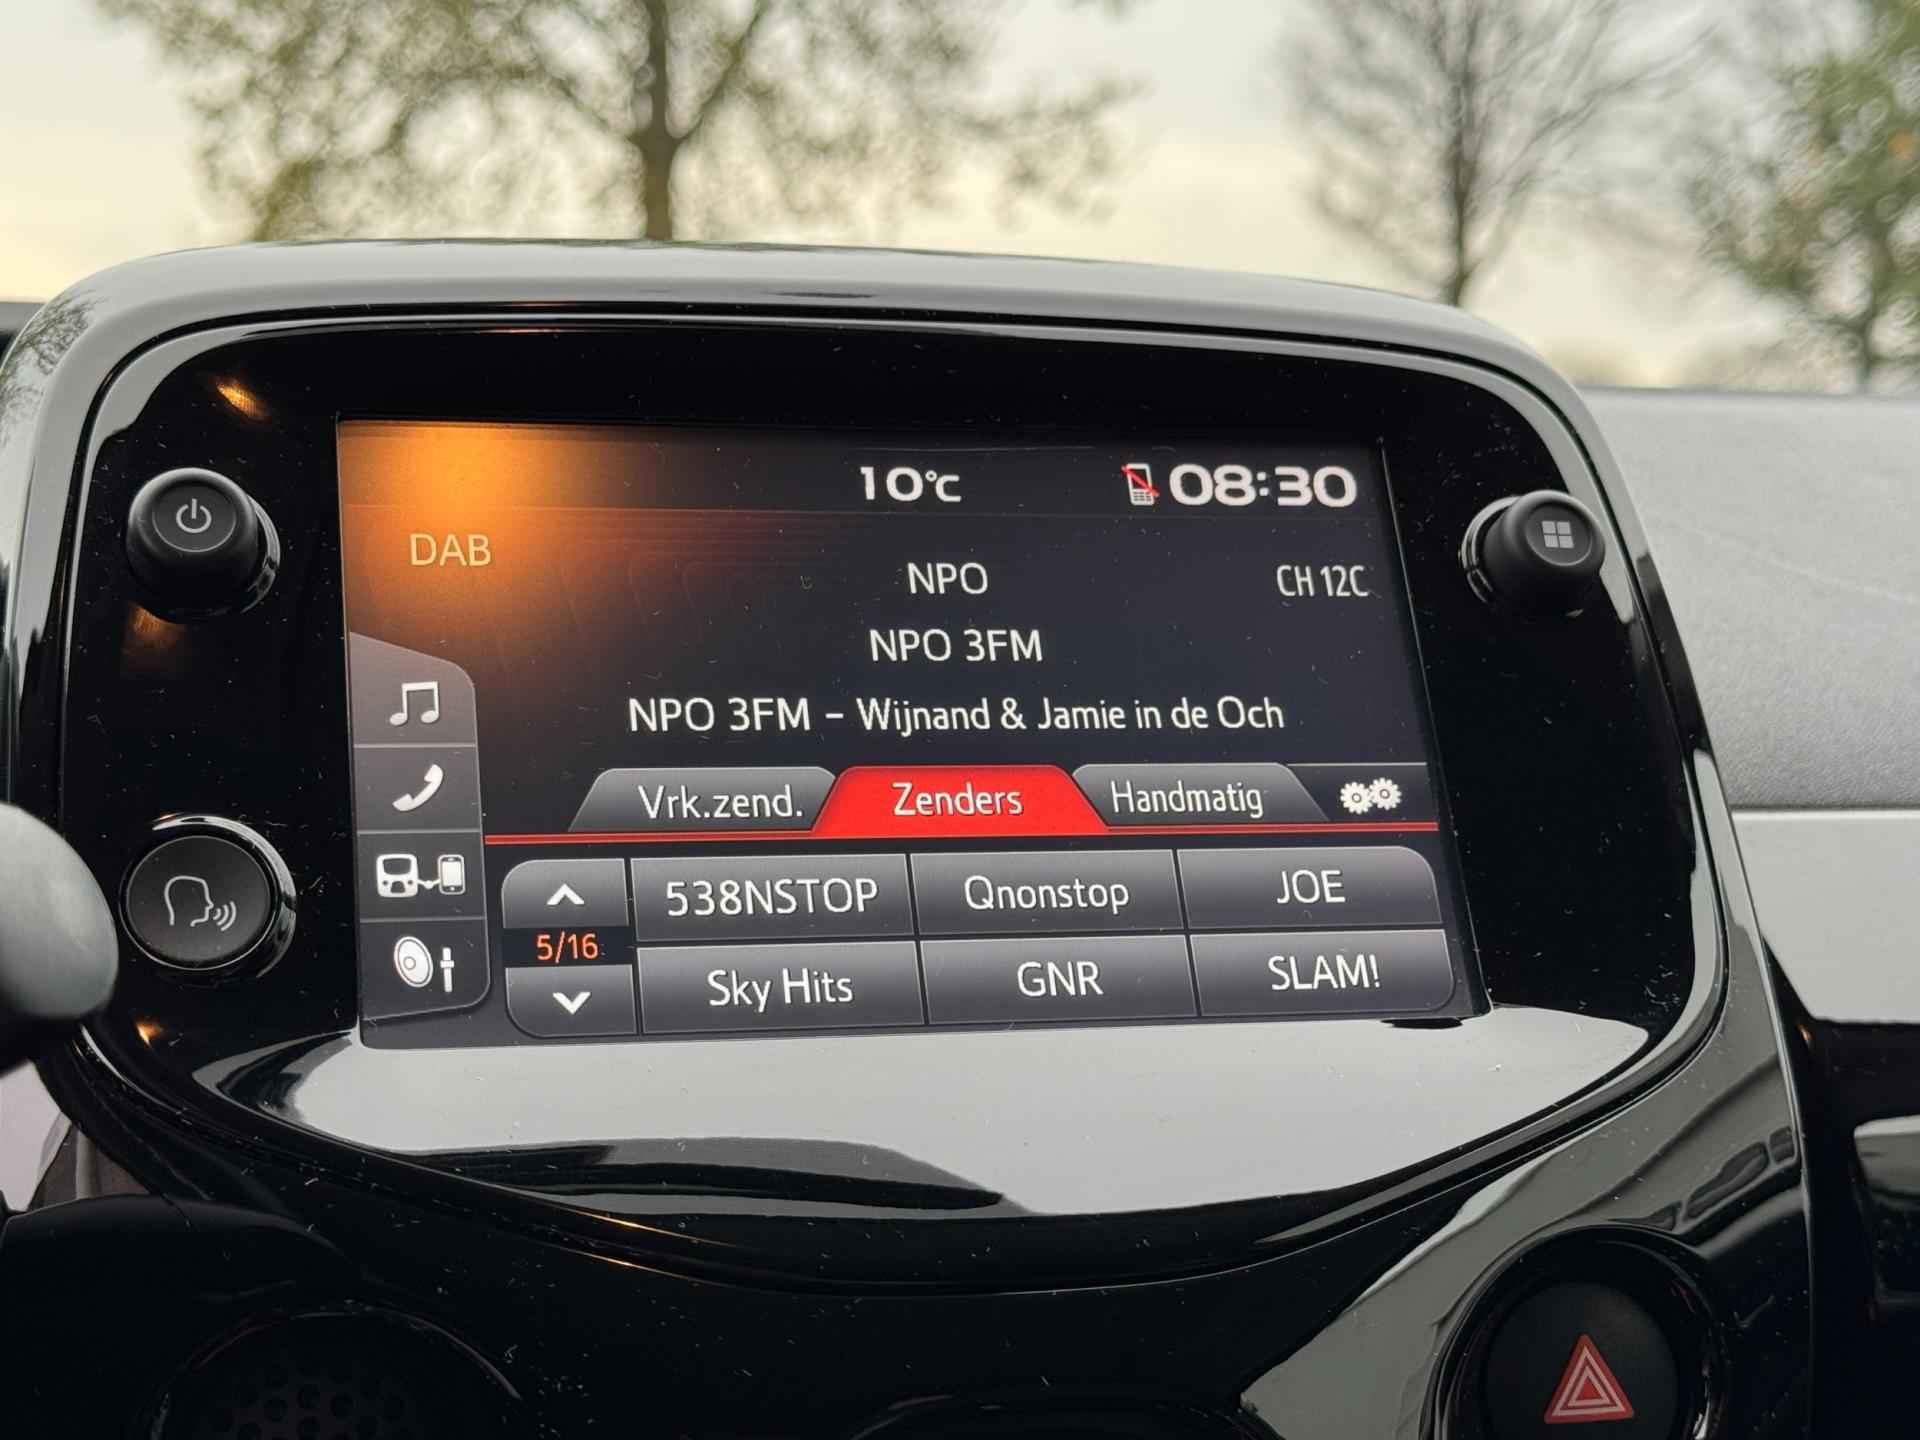 10°C
08:30
DAB
NPO
CH 12C
NPO 3FM
NPO 3FM - Wijnand & Jamie in de Och
Vrk.zend.
Zenders
Handmatig
538NSTOP
Qnonstop
JOE
5/16
Sky Hits
GNR
SLAM!